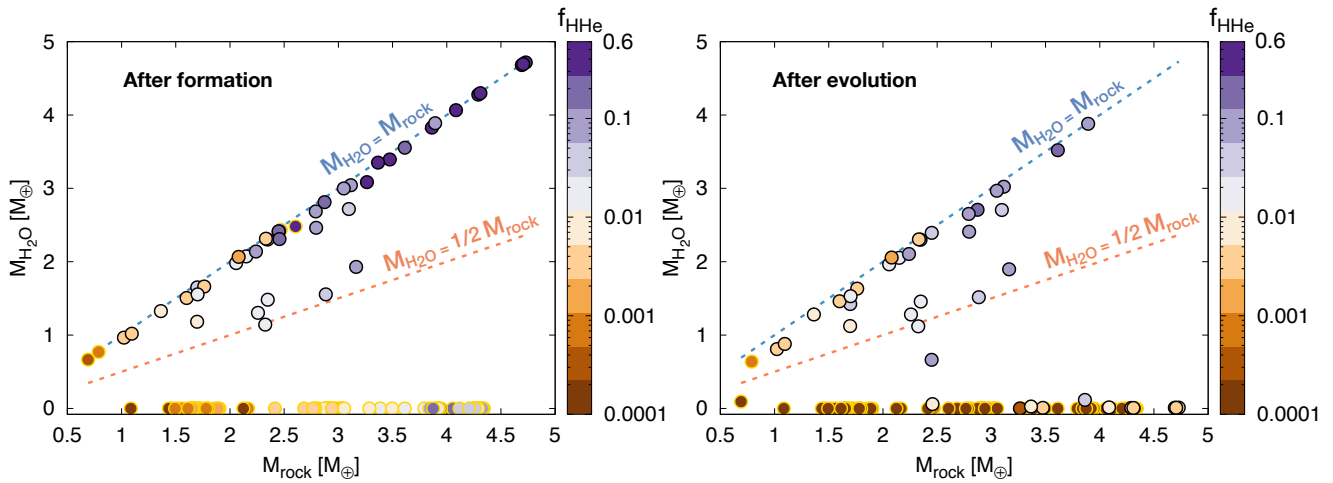 f_HHe
After formation
M_H2O = M_rock
M_H2O = 1/2 M_rock
M_H2O [M_⊕]
5
4
3
2
1
0
0.5 1 1.5 2 2.5 3 3.5 4 4.5 5
M_rock [M_⊕]
0.6
0.1
0.01
0.001
0.0001
f_HHe
After evolution
M_H2O = M_rock
M_H2O = 1/2 M_rock
M_H2O [M_⊕]
5
4
3
2
1
0
0.5 1 1.5 2 2.5 3 3.5 4 4.5 5
M_rock [M_⊕]
0.6
0.1
0.01
0.001
0.0001